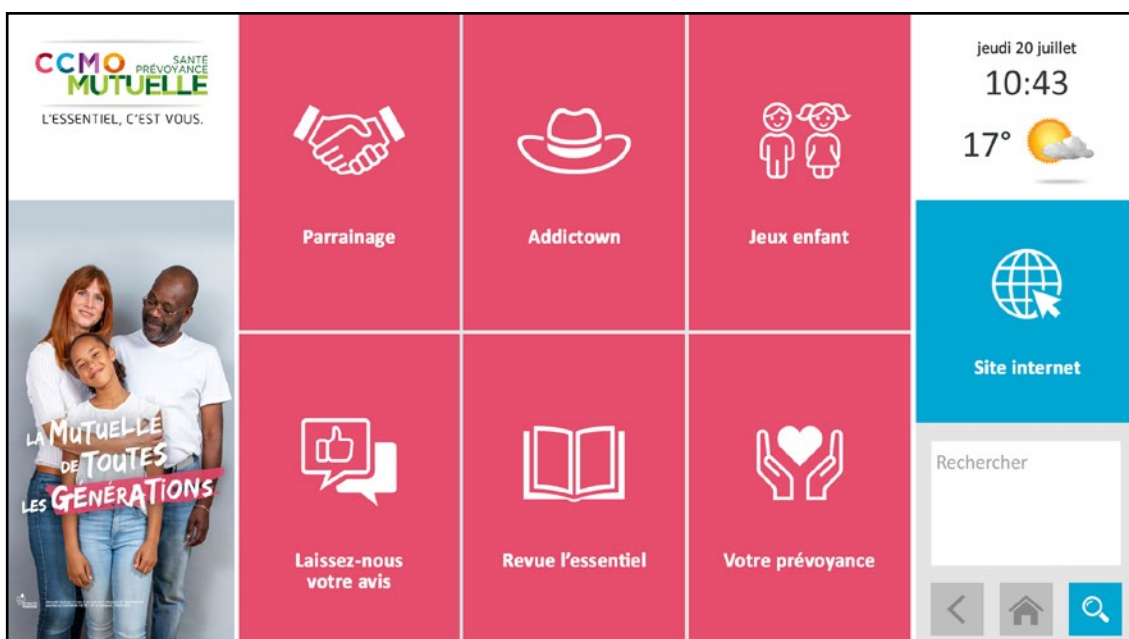 CCMO SANTÉ
PRÉVOYANCE
MUTUELLE
L'ESSENTIEL, C'EST VOUS.
LA MUTUELLE
DE TOUTES
LES GÉNÉRATIONS
Parrainage
Addictown
Jeux enfant
Laissez-nous
votre avis
Revue l'essentiel
Votre prévoyance
jeudi 20 juillet
10:43
17°
Site internet
Rechercher